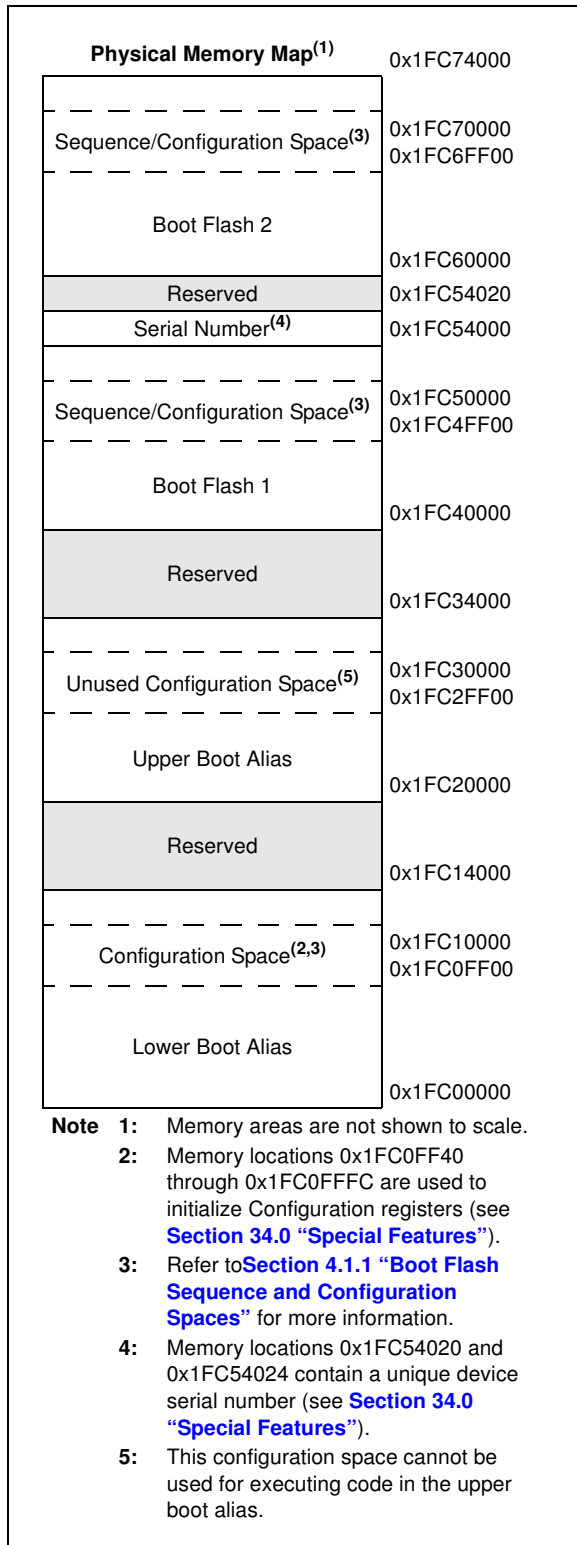 Physical Memory Map(1)
0x1FC74000
Sequence/Configuration Space(3)
0x1FC70000
0x1FC6FF00
Boot Flash 2
0x1FC60000
Reserved
0x1FC54020
Serial Number(4)
0x1FC54000
Sequence/Configuration Space(3)
0x1FC50000
0x1FC4FF00
Boot Flash 1
0x1FC40000
Reserved
0x1FC34000
Unused Configuration Space(5)
0x1FC30000
0x1FC2FF00
Upper Boot Alias
0x1FC20000
Reserved
0x1FC14000
Configuration Space(2,3)
0x1FC10000
0x1FC0FF00
Lower Boot Alias
0x1FC00000
Note 1: Memory areas are not shown to scale.
2: Memory locations 0x1FC0FF40
through 0x1FC0FFFC are used to
initialize Configuration registers (see
Section 34.0 “Special Features”).
3: Refer toSection 4.1.1 “Boot Flash
Sequence and Configuration
Spaces” for more information.
4: Memory locations 0x1FC54020 and
0x1FC54024 contain a unique device
serial number (see Section 34.0
“Special Features”).
5: This configuration space cannot be
used for executing code in the upper
boot alias.